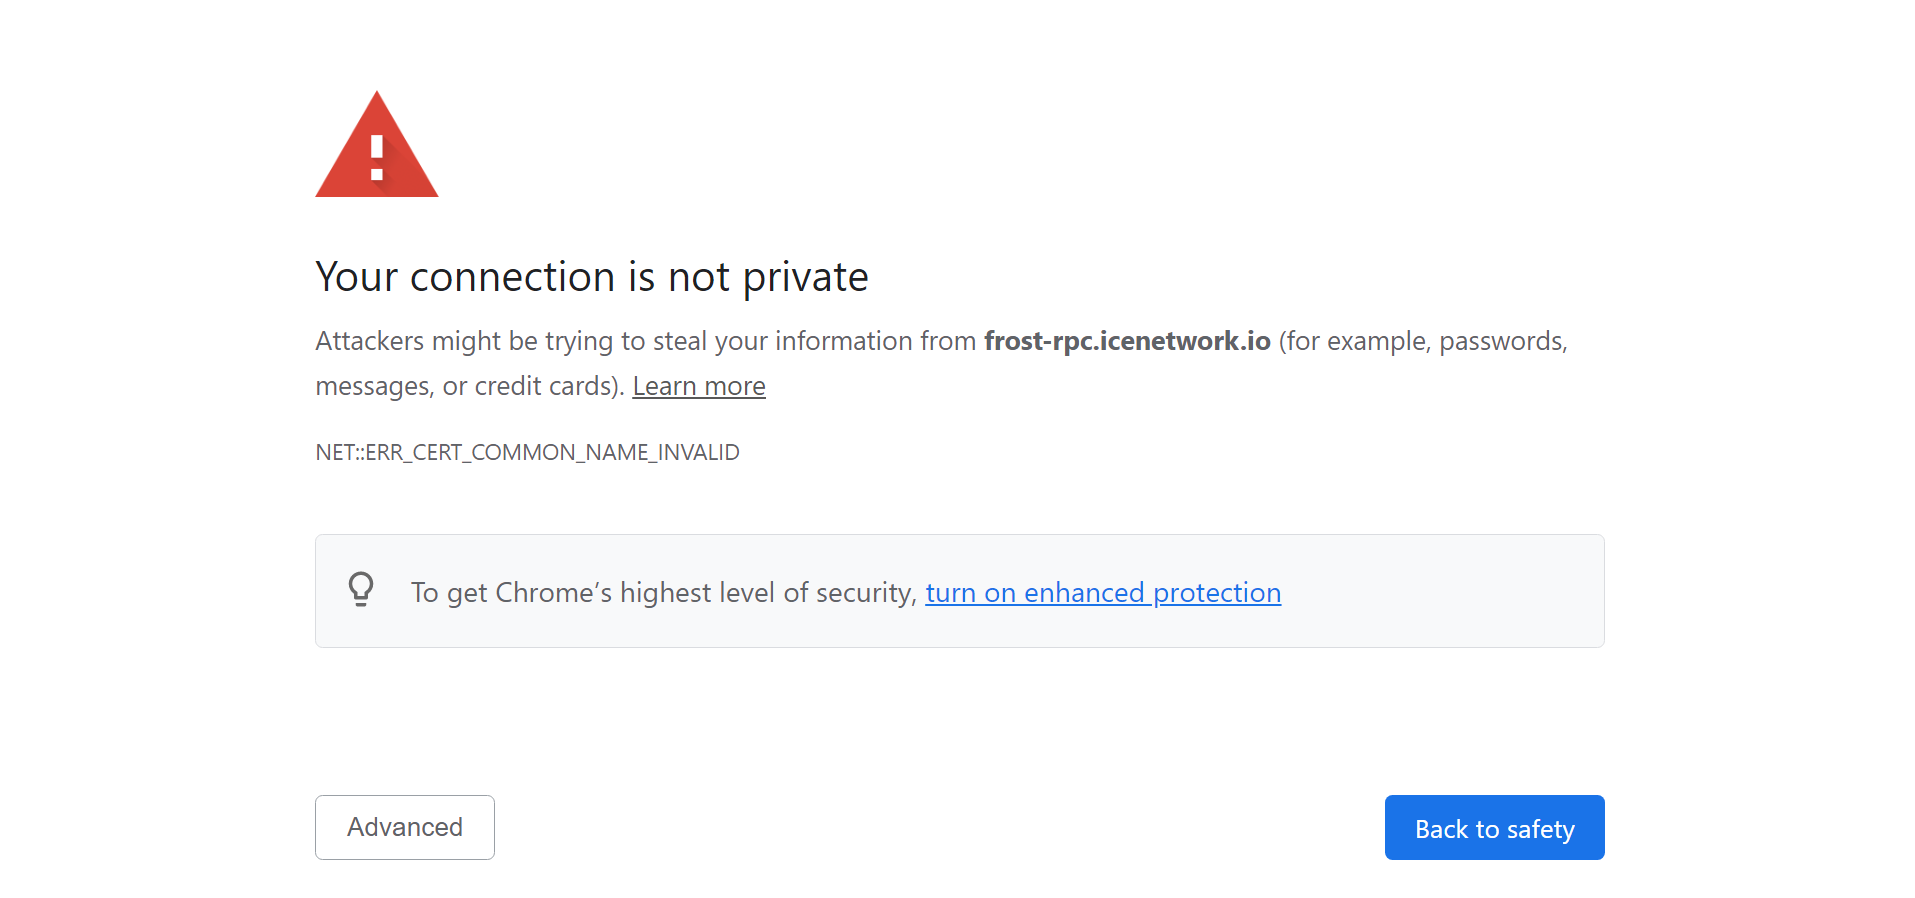 Your connection is not private
Attackers might be trying to steal your information from frost-rpc.icenetwork.io (for example, passwords,
messages, or credit cards). Learn more
NET::ERR_CERT_COMMON_NAME_INVALID
To get Chrome’s highest level of security, turn on enhanced protection
Advanced
Back to safety